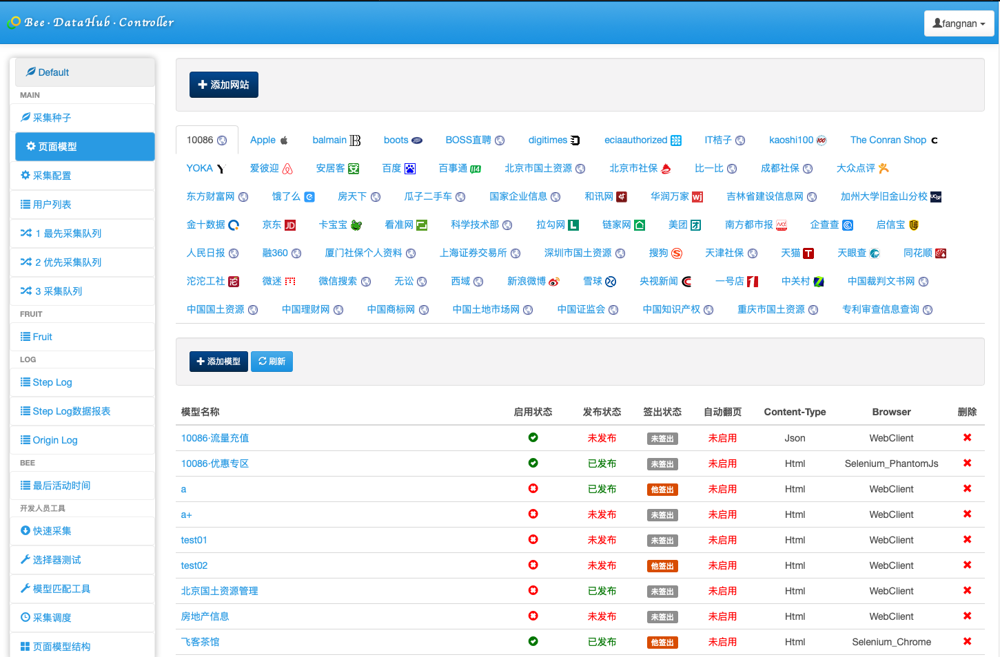 Bee · DataHub · Controller
fangnan
Default
MAIN
采集种子
页面模型
采集配置
用户列表
1 最先采集队列
2 优先采集队列
3 采集队列
FRUIT
Fruit
LOG
Step Log
Step Log数据报表
Origin Log
BEE
最后活动时间
开发人员工具
快速采集
选择器测试
模型匹配工具
采集调度
页面模型结构
添加网站
10086 Apple balmain boots BOSS直聘 digitimes eciaauthorized IT桔子 kaoshi100 The Conran Shop
YOKA 爱彼迎 安居客 百度 百事通 北京市国土资源 北京市社保 比一比 成都社保 大众点评
东方财富网 饿了么 房天下 瓜子二手车 国家企业信息 和讯网 华润万家 吉林省建设信息网 加州大学旧金山分校
金十数据 京东 卡宝宝 看准网 科学技术部 拉勾网 链家网 美团 南方都市报 企查查 启信宝
人民日报 融360 厦门社保个人资料 上海证券交易所 深圳市国土资源 搜狗 天津社保 天猫 天眼查 同花顺
沱沱工社 微迷 微信搜索 无讼 西域 新浪微博 雪球 央视新闻 一号店 中关村 中国裁判文书网
中国国土资源 中国理财网 中国商标网 中国土地市场网 中国证监会 中国知识产权 重庆市国土资源 专利审查信息查询
添加模型 刷新
模型名称 启用状态 发布状态 签出状态 自动翻页 Content-Type Browser 删除
10086·流量充值 未发布 未签出 未启用 Json WebClient
10086·优惠专区 已发布 未签出 未启用 Html Selenium_PhantomJs
a 已发布 他签出 未启用 Html WebClient
a+ 未发布 未签出 未启用 Html WebClient
test01 未发布 未签出 未启用 Html WebClient
test02 未发布 他签出 未启用 Html WebClient
北京国土资源管理 已发布 未签出 未启用 Html WebClient
房地产信息 未发布 未签出 未启用 Html WebClient
飞客茶馆 已发布 他签出 未启用 Html Selenium_Chrome